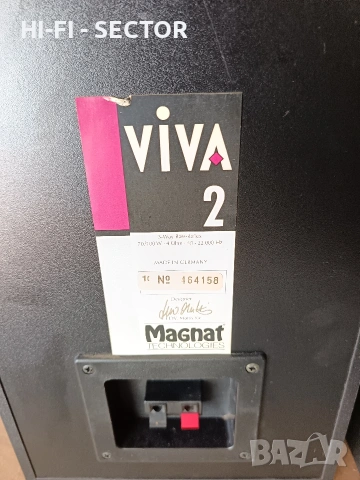 HI-FI - SECTOR
VIVA
2
MADE IN GERMANY
Nº 164158
Magnat
TECHNOLOGIES
BAZAR